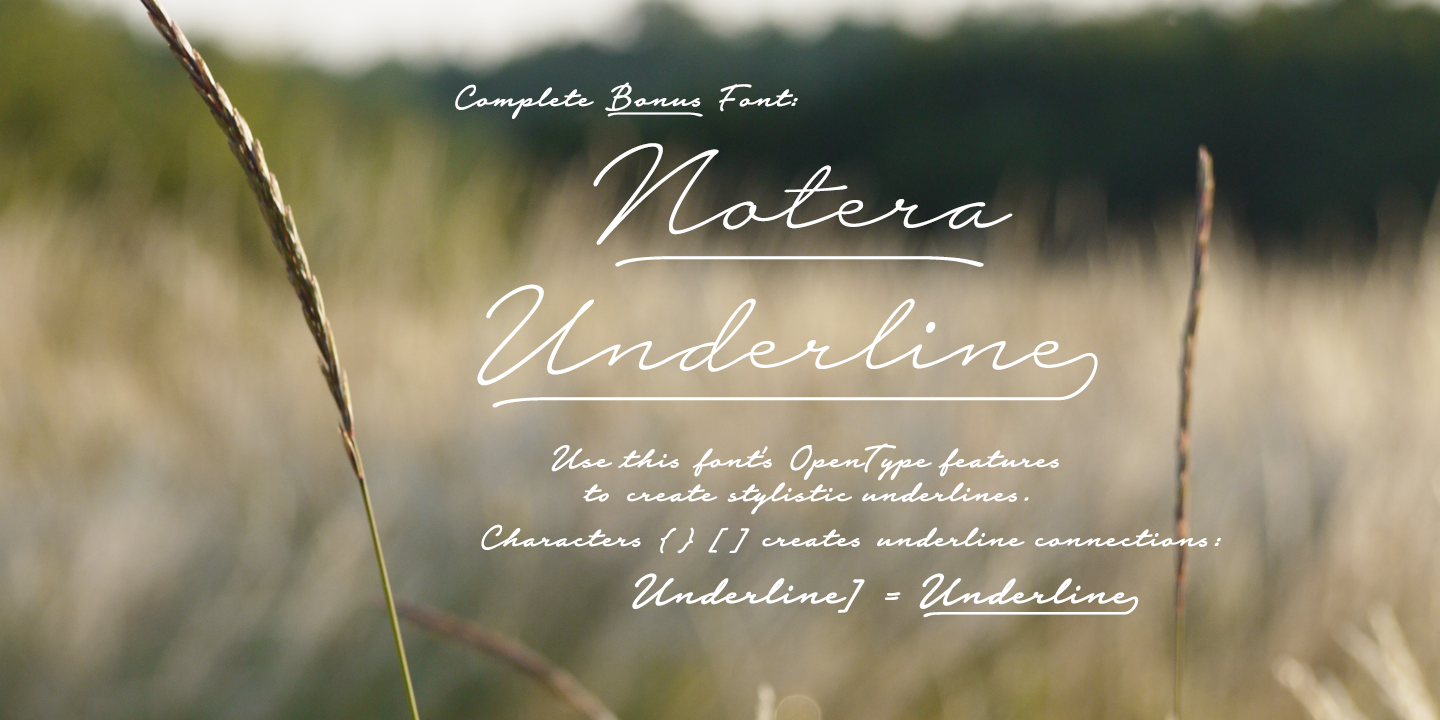 Complete Bonus Font:
Notera
Underline
Use this font's OpenType features
to create stylistic underlines.
Characters { } [ ] creates underline connections:
Underline] = Underline